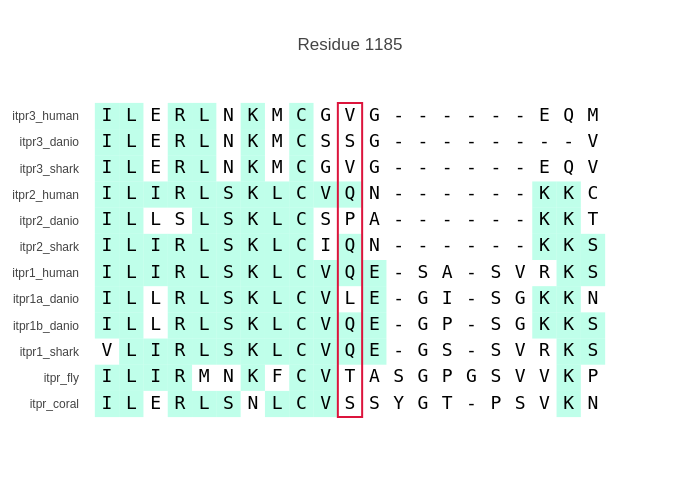 Residue 1185
itpr3_human I L E R L N K M C G V G - - - - - - E Q M
itpr3_danio I L E R L N K M C S S G - - - - - - - - V
itpr3_shark I L E R L N K M C G V G - - - - - - E Q V
itpr2_human I L I R L S K L C V Q N - - - - - - K K C
itpr2_danio I L L S L S K L C S P A - - - - - - K K T
itpr2_shark I L I R L S K L C I Q N - - - - - - K K S
itpr1_human I L I R L S K L C V Q E - S A - S V R K S
itpr1a_danio I L L R L S K L C V L E - G I - S G K K N
itpr1b_danio I L L R L S K L C V Q E - G P - S G K K S
itpr1_shark V L I R L S K L C V Q E - G S - S V R K S
itpr_fly I L I R M N K F C V T A S G P G S V V K P
itpr_coral I L E R L S N L C V S S Y G T - P S V K N